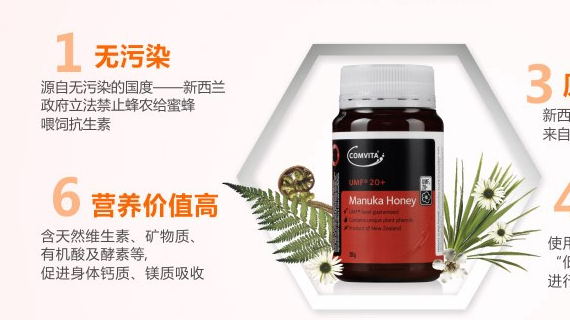 1 无污染
源自无污染的国度——新西兰
政府立法禁止蜂农给蜜蜂
喂饲抗生素
6 营养价值高
含天然维生素、矿物质、
有机酸及酵素等,
促进身体钙质、镁质吸收
COMVITA
UMF® 20+
Manuka Honey
3
新西
来自
4
使用
“低
进行